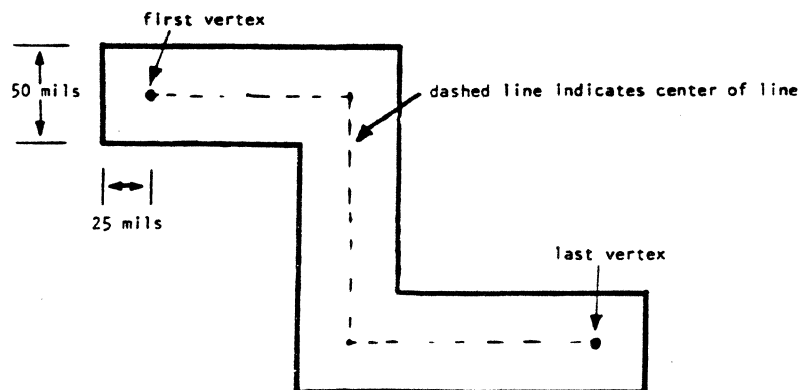 first vertex
50 mils
dashed line indicates center of line
25 mils
last vertex